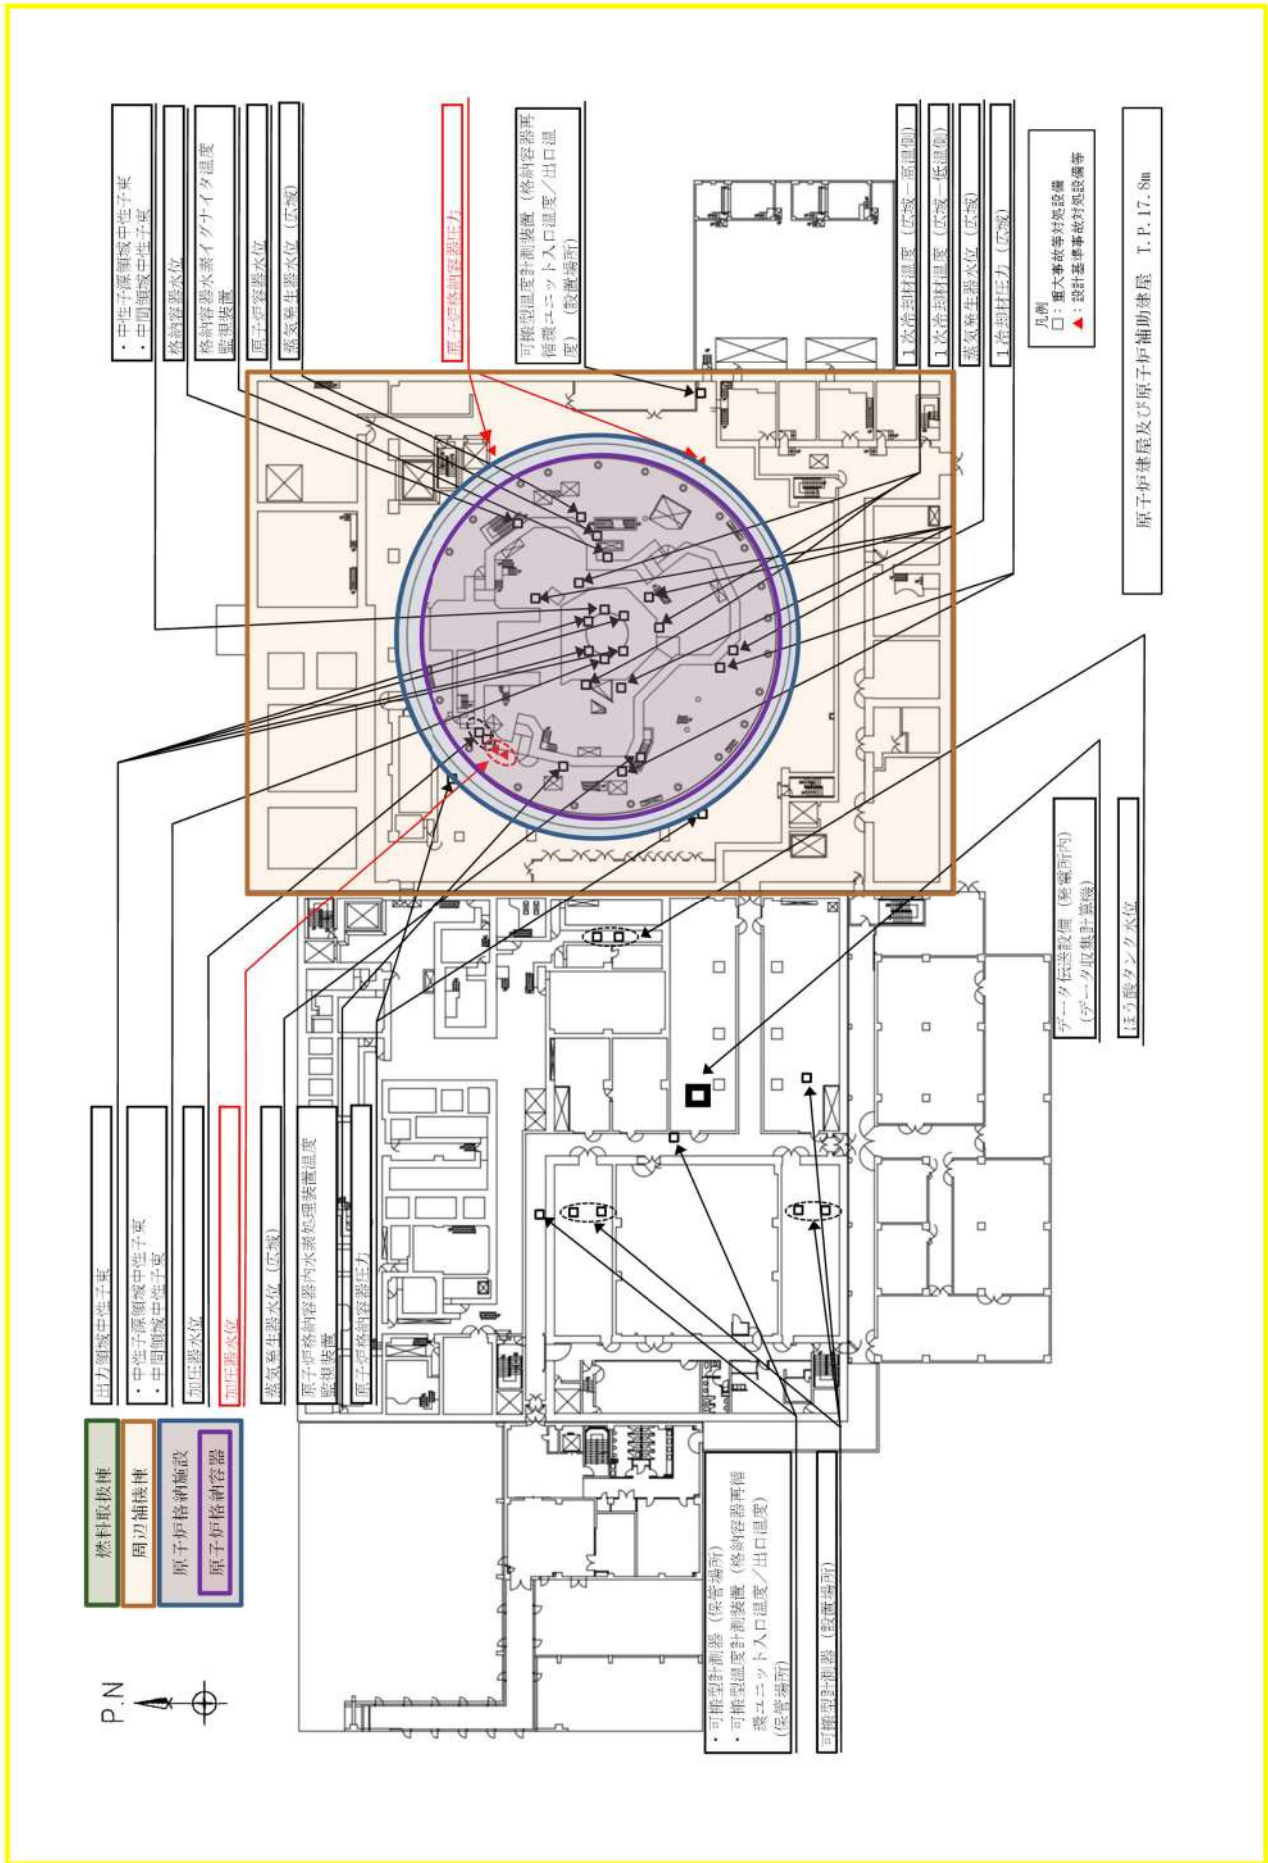 P.N
燃料取扱棟
周辺補機棟
原子炉格納施設
原子炉格納容器
出力領域中性子束
・中性子源領域中性子束
・中間領域中性子束
加圧器水位
加圧器水位
蒸気発生器水位（広域）
原子炉格納容器内水素処理装置温度
監視装置
原子炉格納容器圧力
・中性子源領域中性子束
・中間領域中性子束
格納容器水位
格納容器水素イグナイタ温度
監視装置
原子炉容器水位
蒸気発生器水位（広域）
原子炉格納容器圧力
可搬型温度計測装置（格納容器再
循環ユニット入口温度／出口温
度）（設置場所）
１次冷却材温度（広域－高温側）
１次冷却材温度（広域－低温側）
蒸気発生器水位（広域）
１次冷却材圧力（広域）
・可搬型計測器（保管場所）
・可搬型温度計測装置（格納容器再循
環ユニット入口温度／出口温度）
（保管場所）
可搬型計測器（設置場所）
データ伝送設備（発電所内）
（データ収集計算機）
ほう酸タンク水位
凡例
□：重大事故等対処設備
▲：設計基準事故対処設備等
原子炉建屋及び原子炉補助建屋 T.P.17.8m